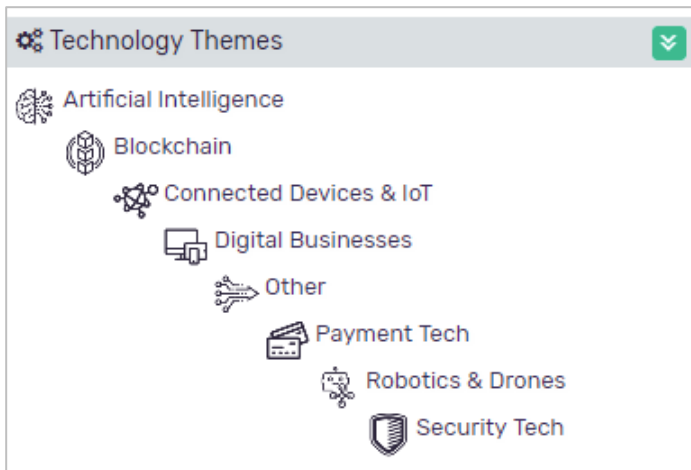 Technology Themes
Artificial Intelligence
Blockchain
Connected Devices & IoT
Digital Businesses
Other
Payment Tech
Robotics & Drones
Security Tech